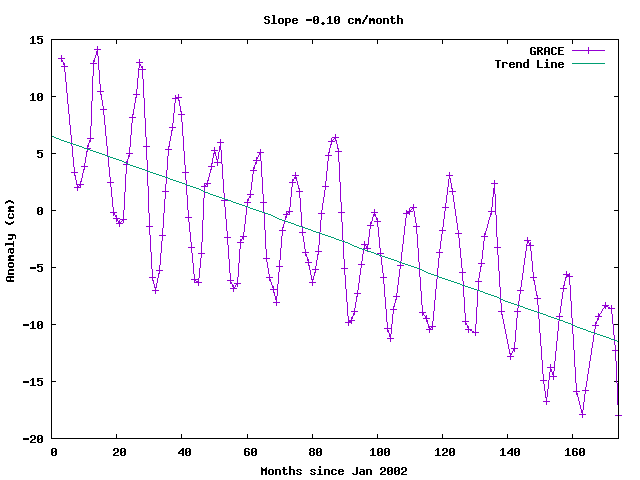 Slope -0.10 cm/month
GRACE
Trend Line
15
10
5
0
-5
-10
-15
-20
Anomaly (cm)
0 20 40 60 80 100 120 140 160
Months since Jan 2002